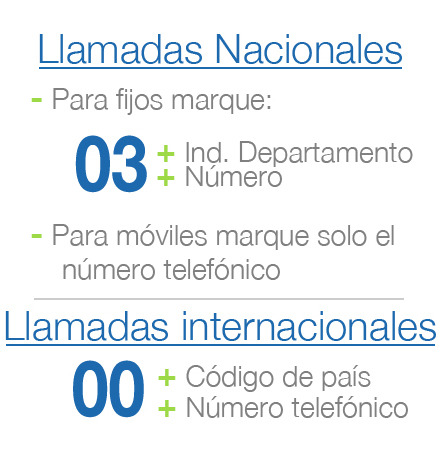 Llamadas Nacionales
- Para fijos marque:
03 + Ind. Departamento
+ Número
- Para móviles marque solo el
número telefónico
Llamadas internacionales
00 + Código de país
+ Número telefónico